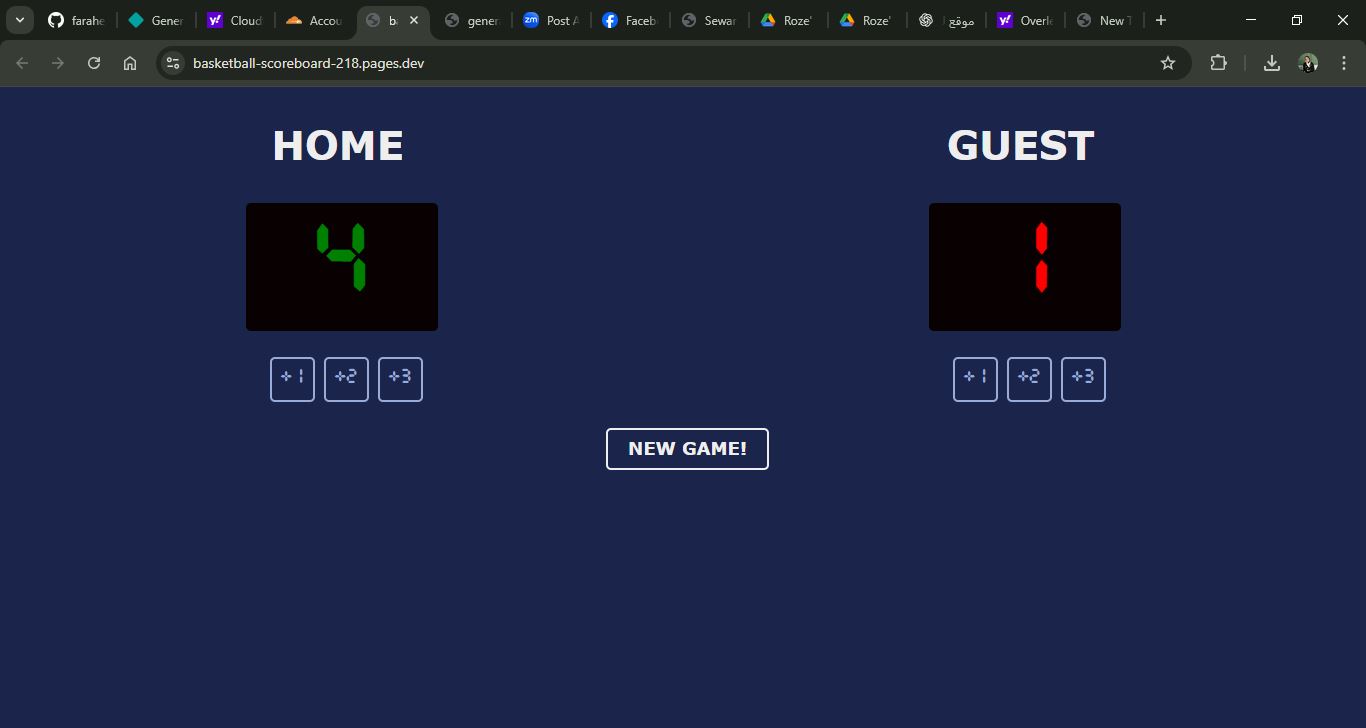 farahe Gener Cloud Accou ba gener Post A Faceb Sewar Roze' Roze' موقع Overle New T
basketball-scoreboard-218.pages.dev
HOME GUEST
4 1
+1 +2 +3 +1 +2 +3
NEW GAME!